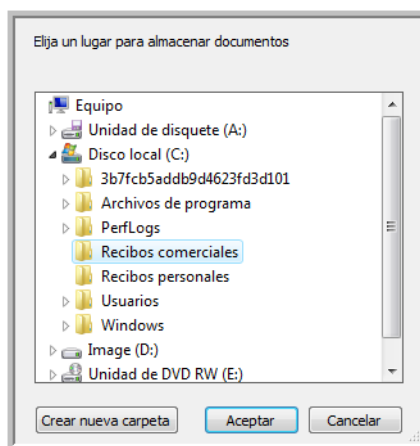 Elija un lugar para almacenar documentos
Equipo
Unidad de disquete (A:)
Disco local (C:)
3b7fcb5addb9d4623fd3d101
Archivos de programa
PerfLogs
Recibos comerciales
Recibos personales
Usuarios
Windows
Image (D:)
Unidad de DVD RW (E:)
Crear nueva carpeta Aceptar Cancelar